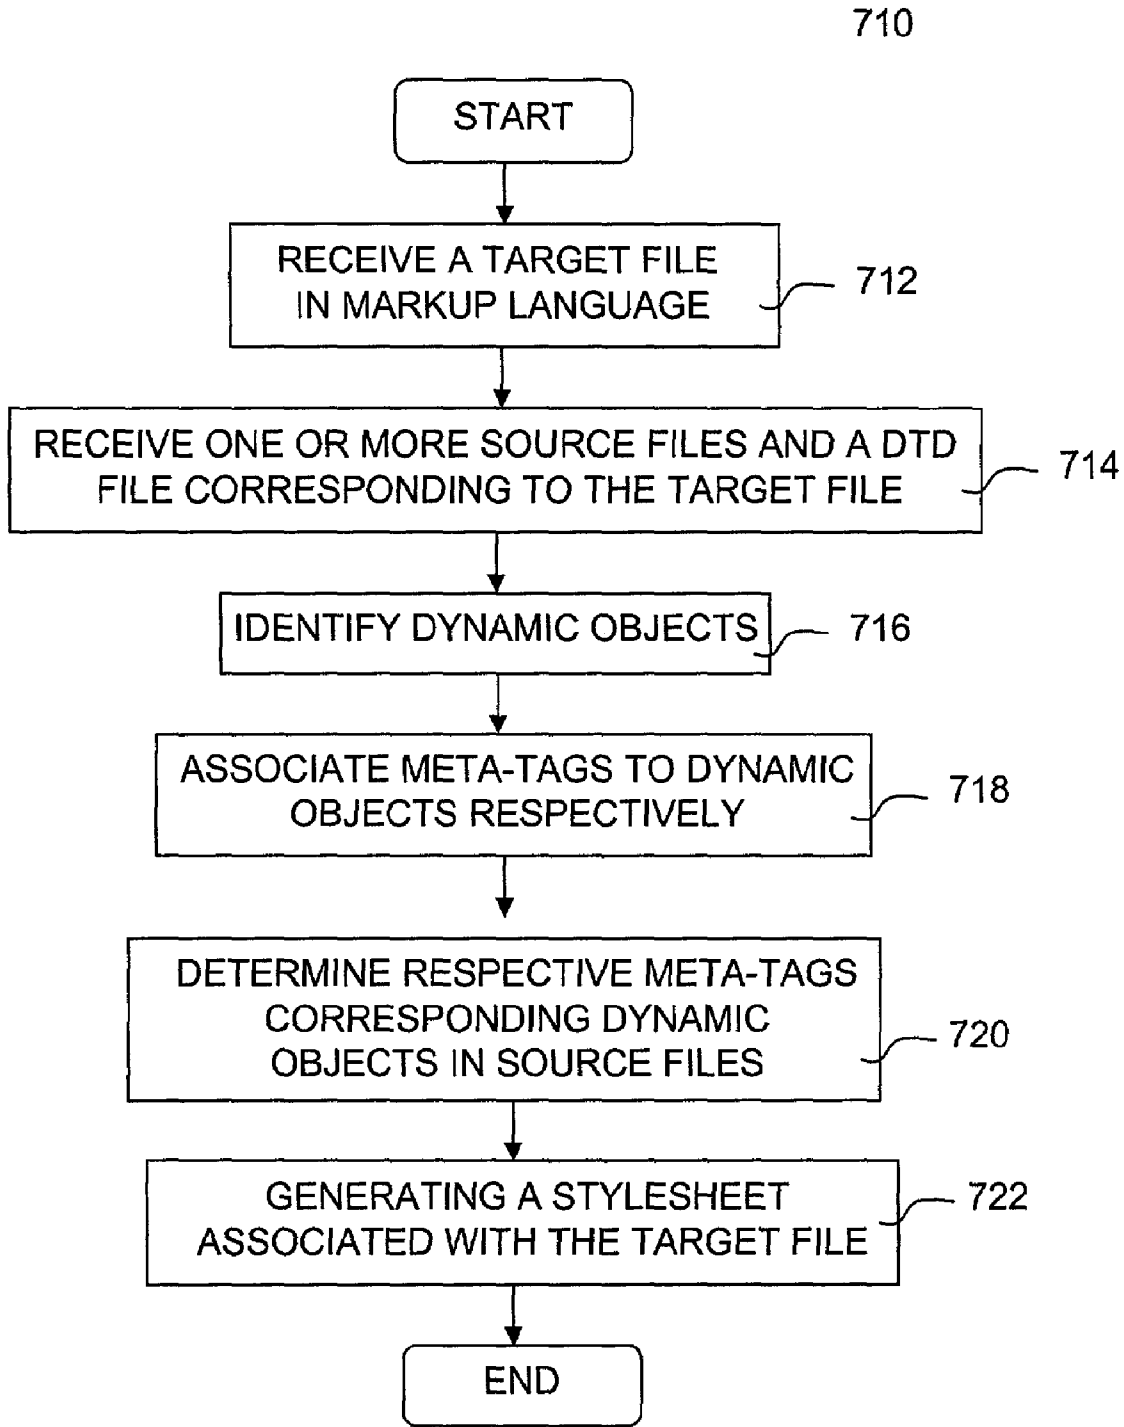 710
START
RECEIVE A TARGET FILE
IN MARKUP LANGUAGE
712
RECEIVE ONE OR MORE SOURCE FILES AND A DTD
FILE CORRESPONDING TO THE TARGET FILE
714
IDENTIFY DYNAMIC OBJECTS
716
ASSOCIATE META-TAGS TO DYNAMIC
OBJECTS RESPECTIVELY
718
DETERMINE RESPECTIVE META-TAGS
CORRESPONDING DYNAMIC
OBJECTS IN SOURCE FILES
720
GENERATING A STYLESHEET
ASSOCIATED WITH THE TARGET FILE
722
END